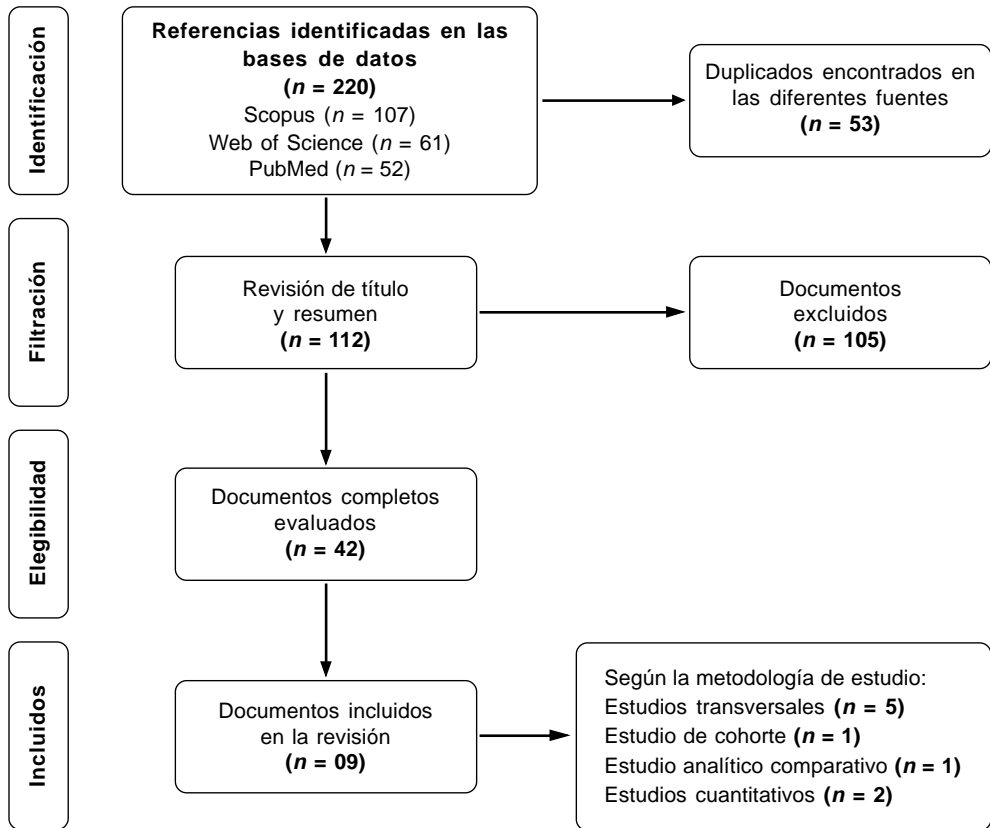 Identificación
Referencias identificadas en las
bases de datos
(n = 220)
Scopus (n = 107)
Web of Science (n = 61)
PubMed (n = 52)
Duplicados encontrados en
las diferentes fuentes
(n = 53)
Filtración
Revisión de título
y resumen
(n = 112)
Documentos
excluidos
(n = 105)
Elegibilidad
Documentos completos
evaluados
(n = 42)
Incluidos
Documentos incluidos
en la revisión
(n = 09)
Según la metodología de estudio:
Estudios transversales (n = 5)
Estudio de cohorte (n = 1)
Estudio analítico comparativo (n = 1)
Estudios cuantitativos (n = 2)